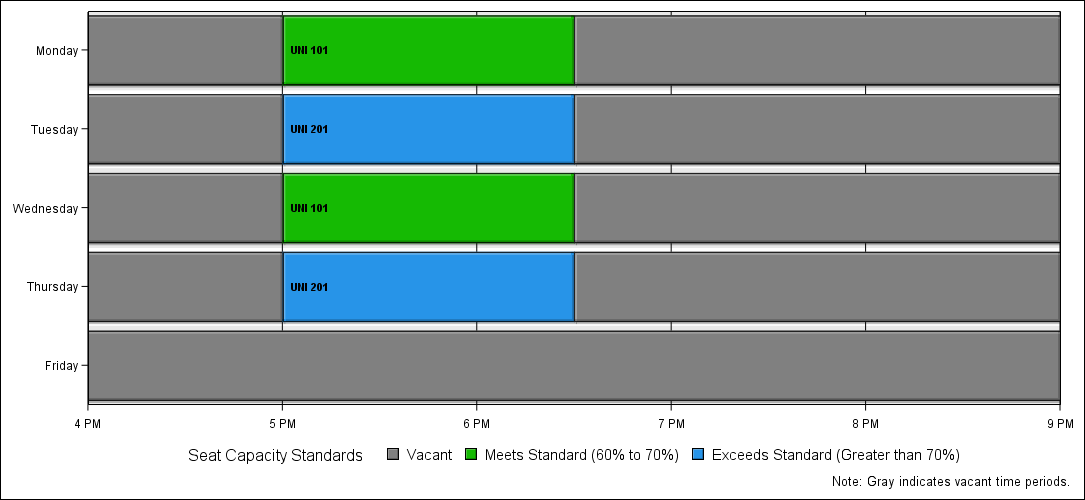 Monday
UNI 101
Tuesday
UNI 201
Wednesday
UNI 101
Thursday
UNI 201
Friday
4 PM 5 PM 6 PM 7 PM 8 PM 9 PM
Seat Capacity Standards Vacant Meets Standard (60% to 70%) Exceeds Standard (Greater than 70%)
Note: Gray indicates vacant time periods.